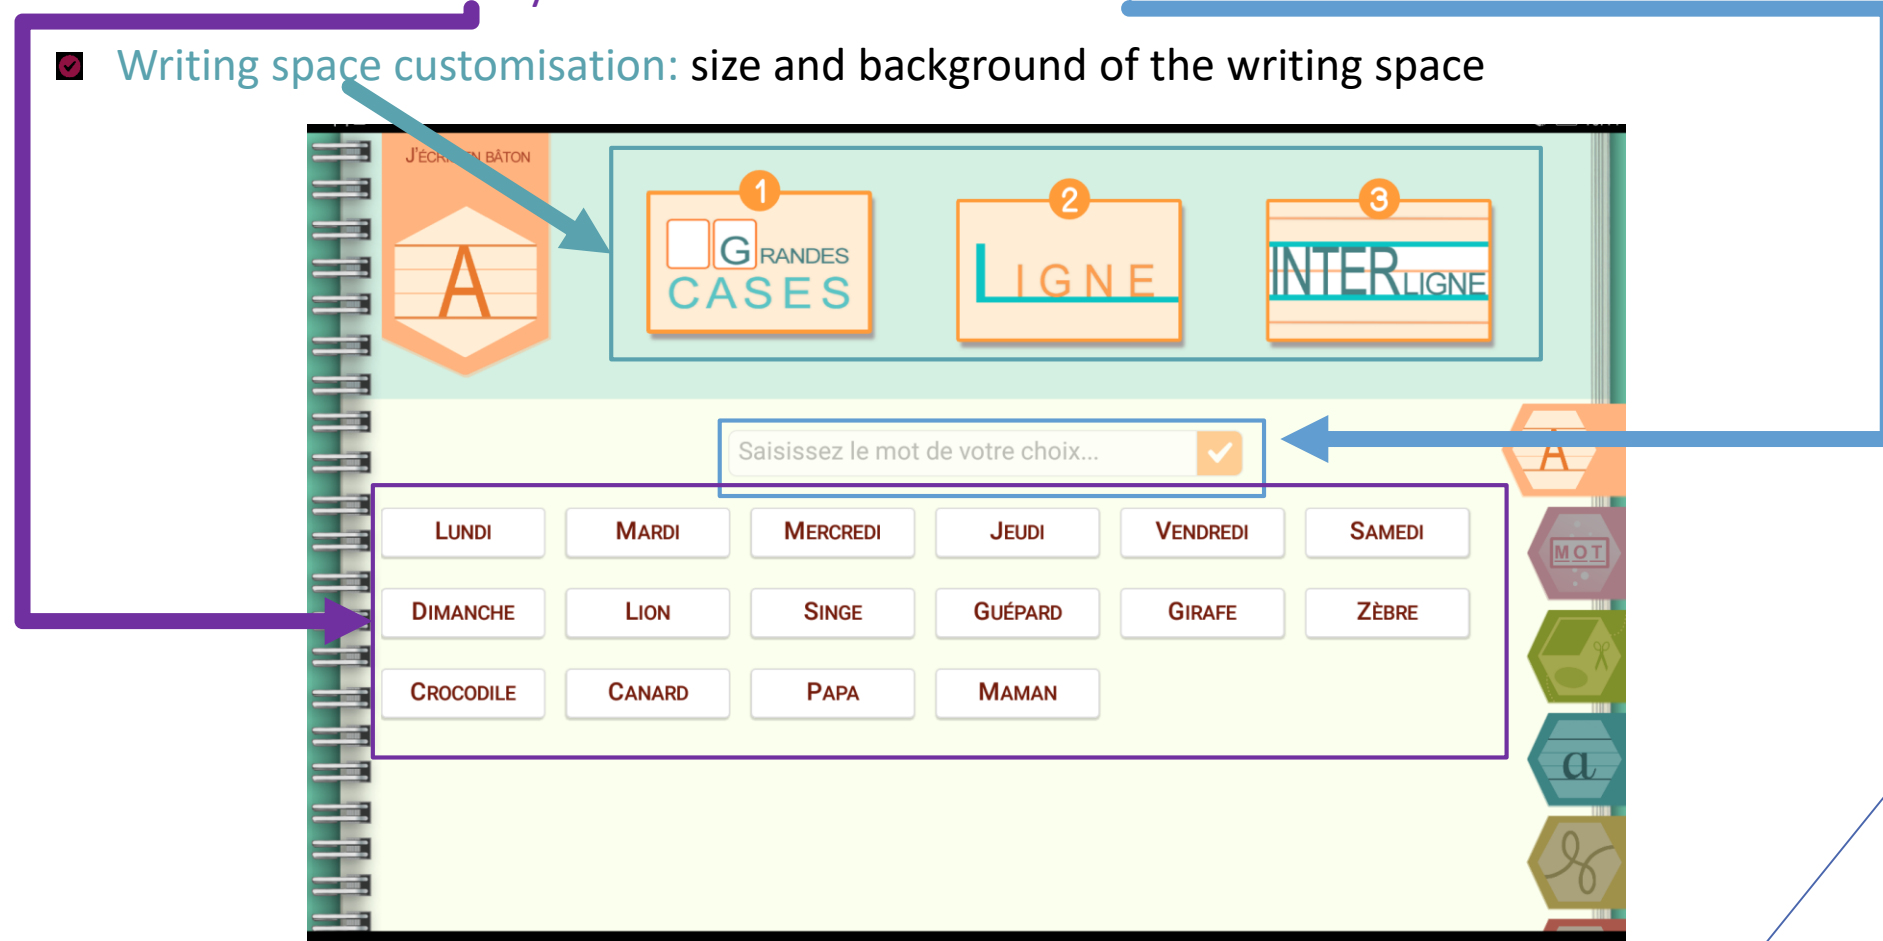 Writing space customisation: size and background of the writing space
J'ÉCRIS EN BÂTON
A
1
GRANDES
CASES
2
LIGNE
3
INTERLIGNE
Saisissez le mot de votre choix...
A
LUNDI MARDI MERCREDI JEUDI VENDREDI SAMEDI
MOT
DIMANCHE LION SINGE GUÉPARD GIRAFE ZÈBRE
CROCODILE CANARD PAPA MAMAN
a